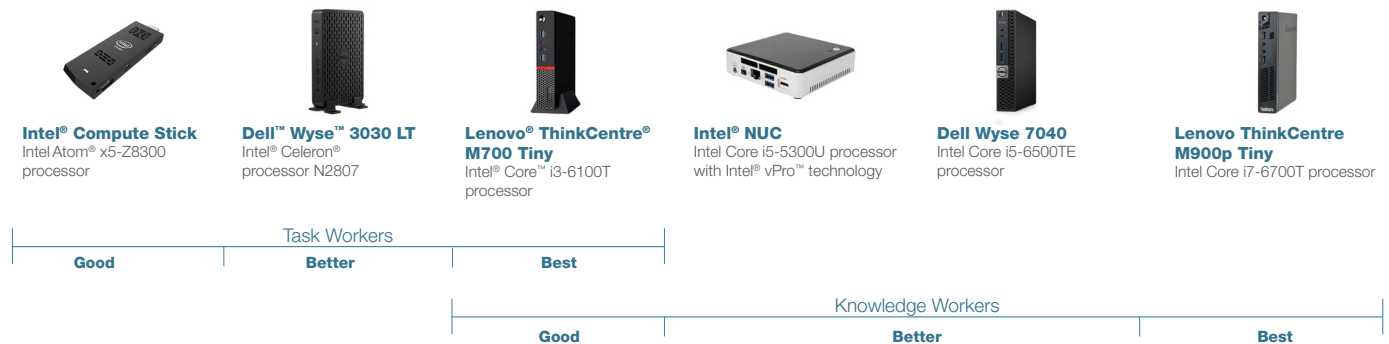 Intel® Compute Stick
Intel Atom® x5-Z8300
processor
Dell™ Wyse™ 3030 LT
Intel® Celeron®
processor N2807
Lenovo® ThinkCentre®
M700 Tiny
Intel® Core™ i3-6100T
processor
Intel® NUC
Intel Core i5-5300U processor
with Intel® vPro™ technology
Dell Wyse 7040
Intel Core i5-6500TE
processor
Lenovo ThinkCentre
M900p Tiny
Intel Core i7-6700T processor
Task Workers
Good
Better
Best
Knowledge Workers
Good
Better
Best